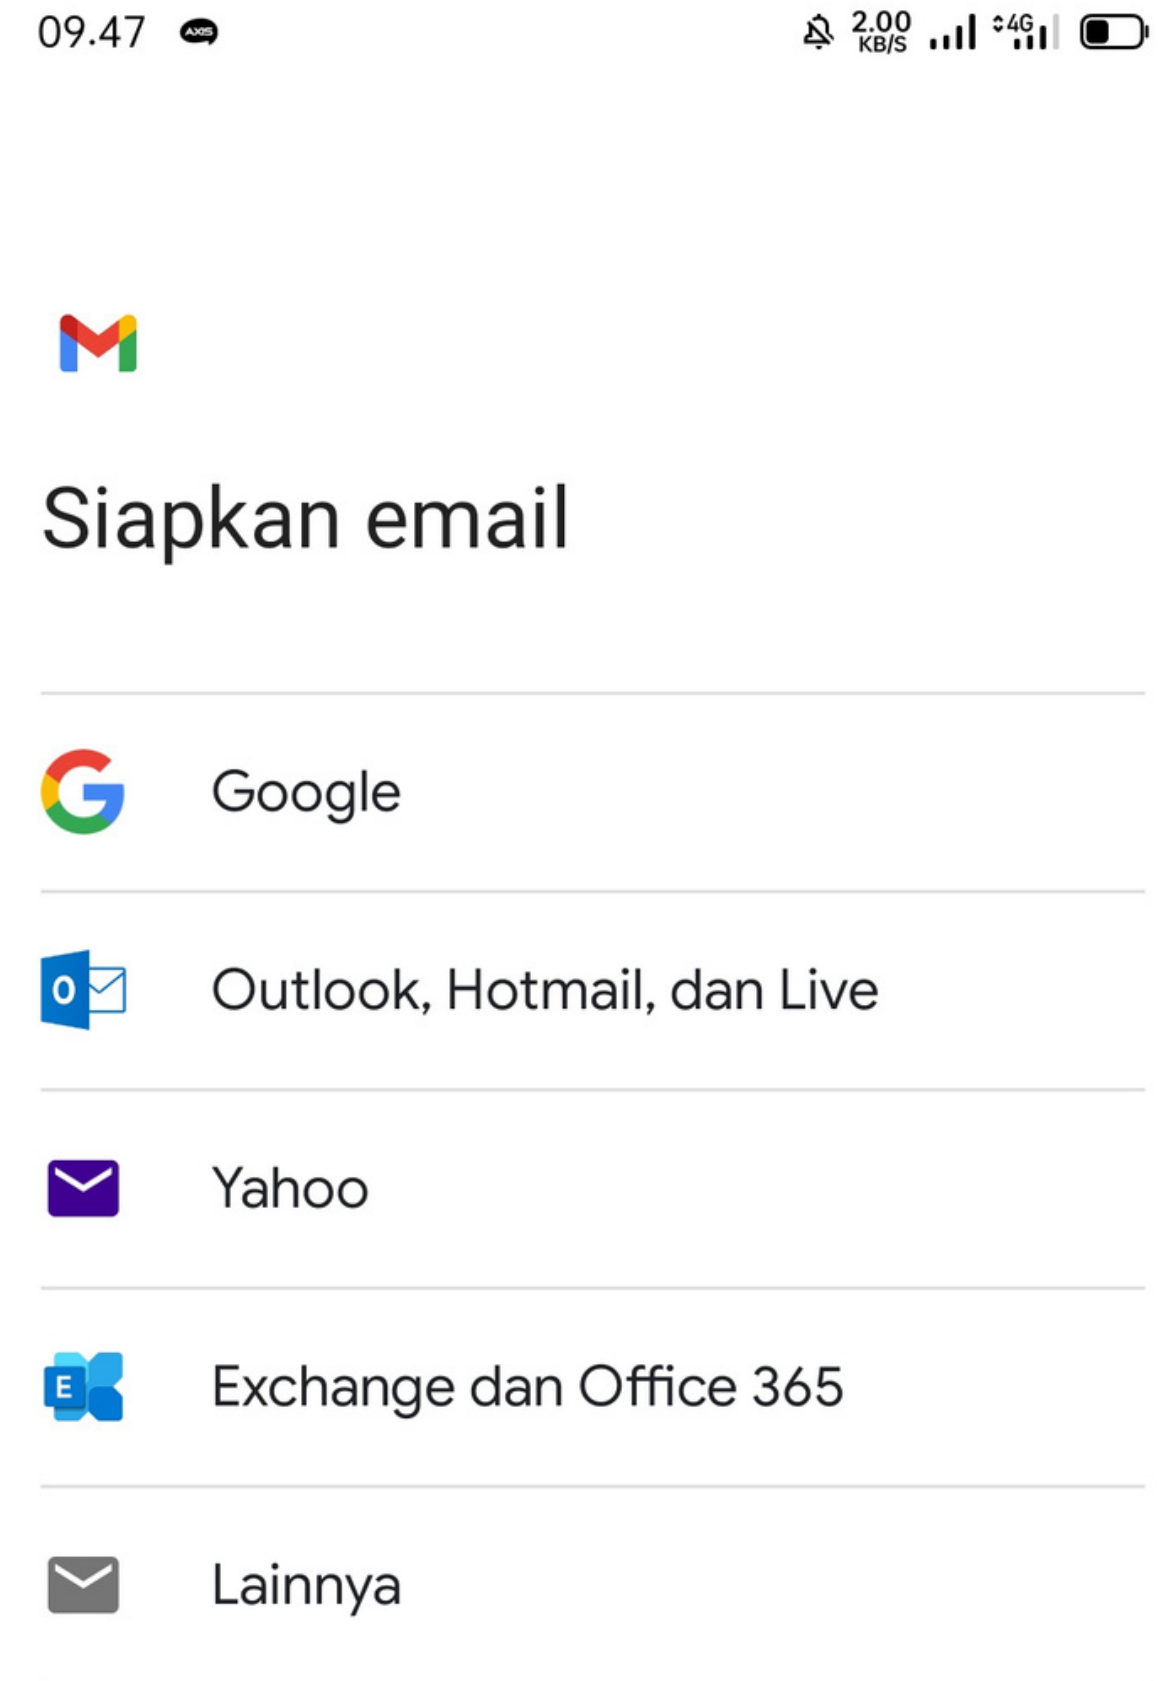 09.47 AXIS 2.00 KB/S 4G
Siapkan email
Google
Outlook, Hotmail, dan Live
Yahoo
Exchange dan Office 365
Lainnya